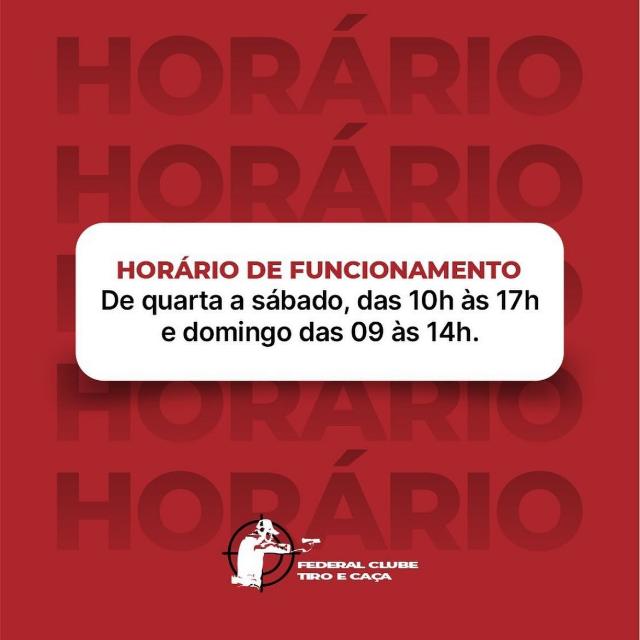 HORÁRIO
HORÁRIO
HORÁRIO DE FUNCIONAMENTO
De quarta a sábado, das 10h às 17h
e domingo das 09 às 14h.
HORÁRIO
HORÁRIO
FEDERAL CLUBE
TIRO E CAÇA